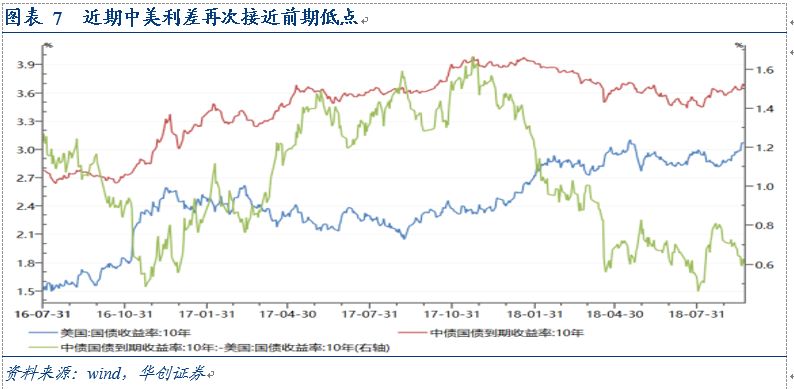 图表 7 近期中美利差再次接近前期低点
% %
3.9 1.6
3.6 1.4
3.3
3.0 1.2
2.7 1.0
2.4
2.1 0.8
1.8 0.6
1.5
16-07-31 16-10-31 17-01-31 17-04-30 17-07-31 17-10-31 18-01-31 18-04-30 18-07-31
美国:国债收益率:10年 中债国债到期收益率:10年
中债国债到期收益率:10年:-美国:国债收益率:10年(右轴)
资料来源：wind，华创证券